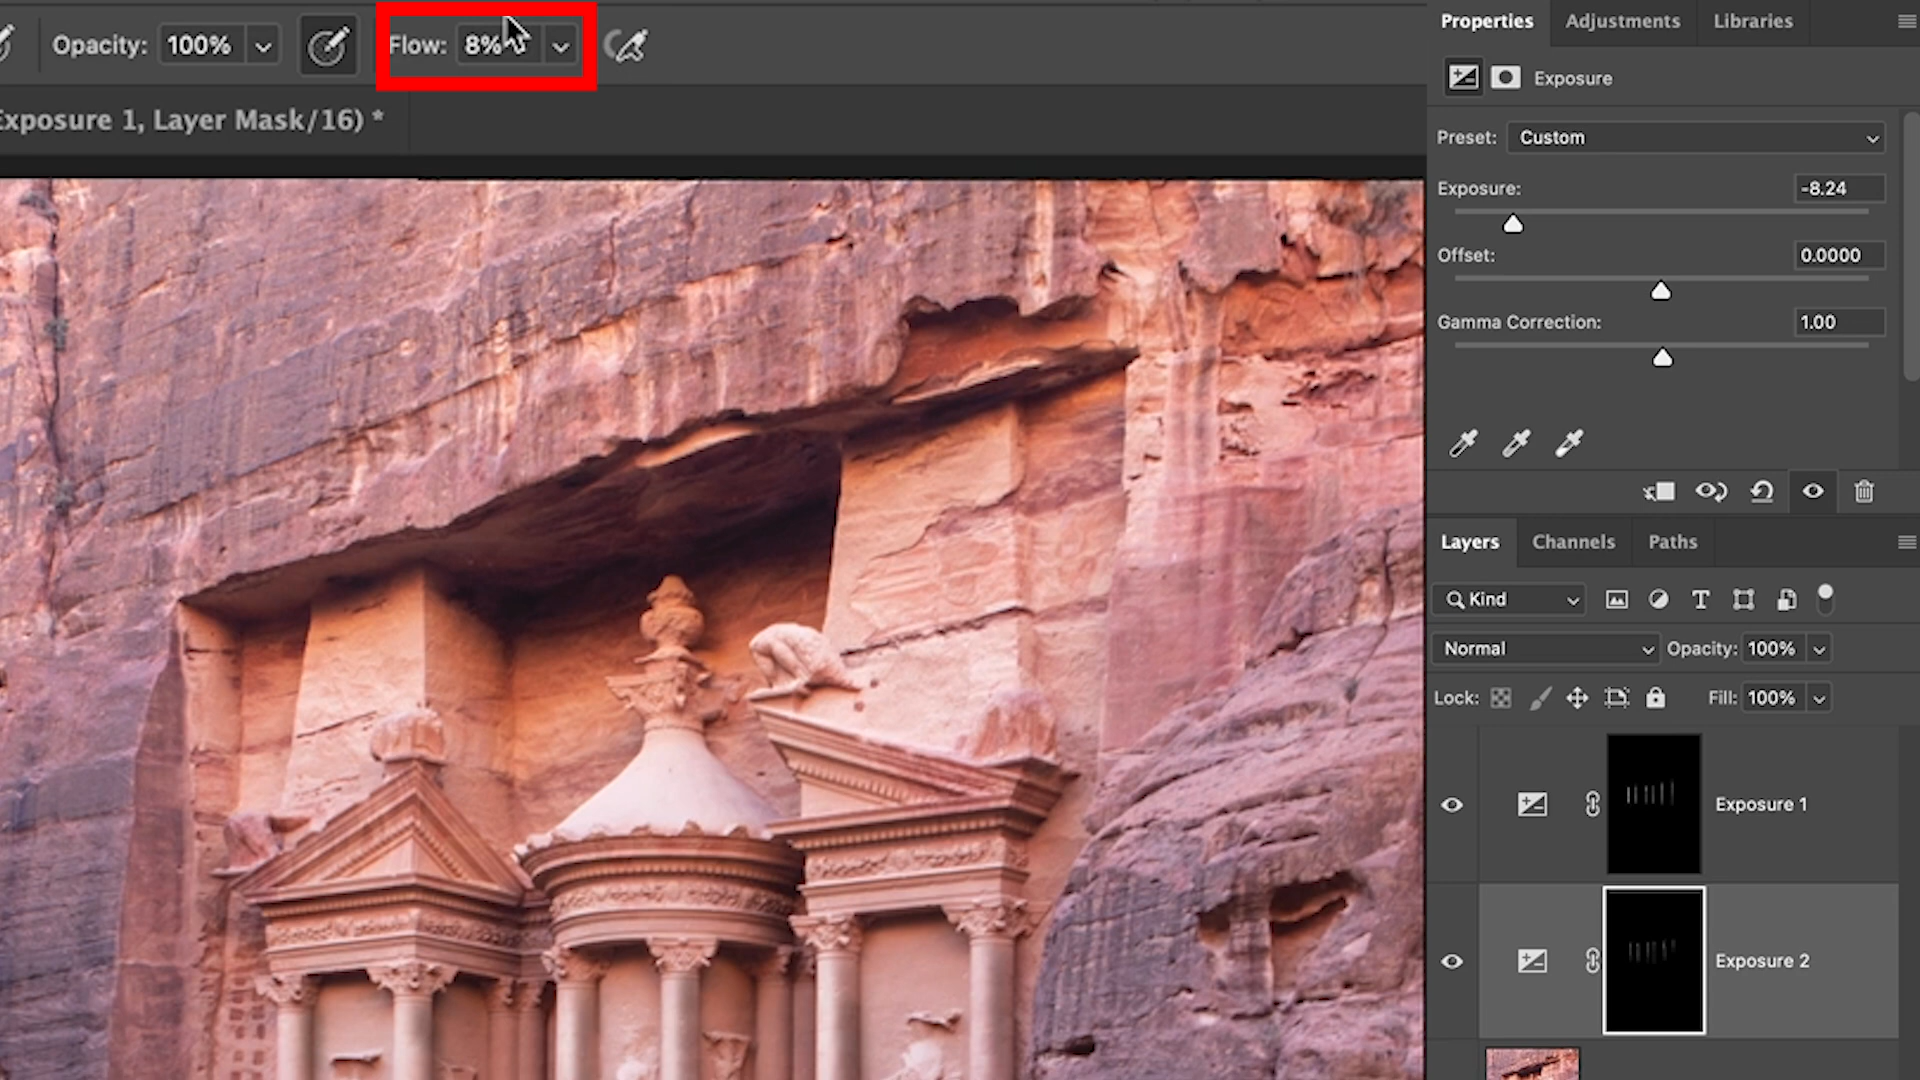 Opacity: 100%
Flow: 8%
Exposure 1, Layer Mask/16) *
Properties
Adjustments
Libraries
Exposure
Preset: Custom
Exposure: -8.24
Offset: 0.0000
Gamma Correction: 1.00
Layers
Channels
Paths
Kind
Normal
Opacity: 100%
Lock:
Fill: 100%
Exposure 1
Exposure 2